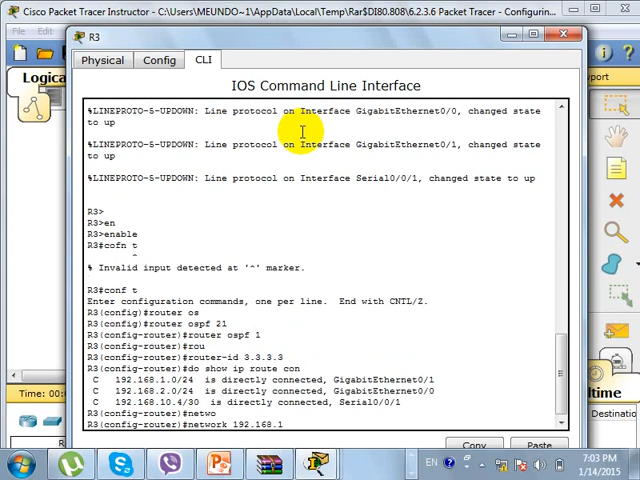 Cisco Packet Tracer Instructor - C:\Users\MEUNDO~1\AppData\Local\Temp\Rar$DI80.808\6.2.3.6 Packet Tracer - Configurin...
File
R3
Physical
Config
CLI
Logica
port
IOS Command Line Interface
%LINEPROTO-5-UPDOWN: Line protocol on Interface GigabitEthernet0/0, changed state
to up
%LINEPROTO-5-UPDOWN: Line protocol on Interface GigabitEthernet0/1, changed state
to up
%LINEPROTO-5-UPDOWN: Line protocol on Interface Serial0/0/1, changed state to up
R3>
R3>en
R3>enable
R3#cofn t
^
% Invalid input detected at '^' marker.
R3#conf t
Enter configuration commands, one per line. End with CNTL/Z.
R3(config)#router os
R3(config)#router ospf 21
R3(config-router)#router ospf 1
R3(config-router)#rou
R3(config-router)#router-id 3.3.3.3
R3(config-router)#do show ip route con
C 192.168.1.0/24 is directly connected, GigabitEthernet0/1
C 192.168.2.0/24 is directly connected, GigabitEthernet0/0
C 192.168.10.4/30 is directly connected, Serial0/0/1
R3(config-router)#netwo
R3(config-router)#network 192.168.1
Time: 00:
me
Copy
Paste
Destinatio
EN
7:03 PM
1/14/2015